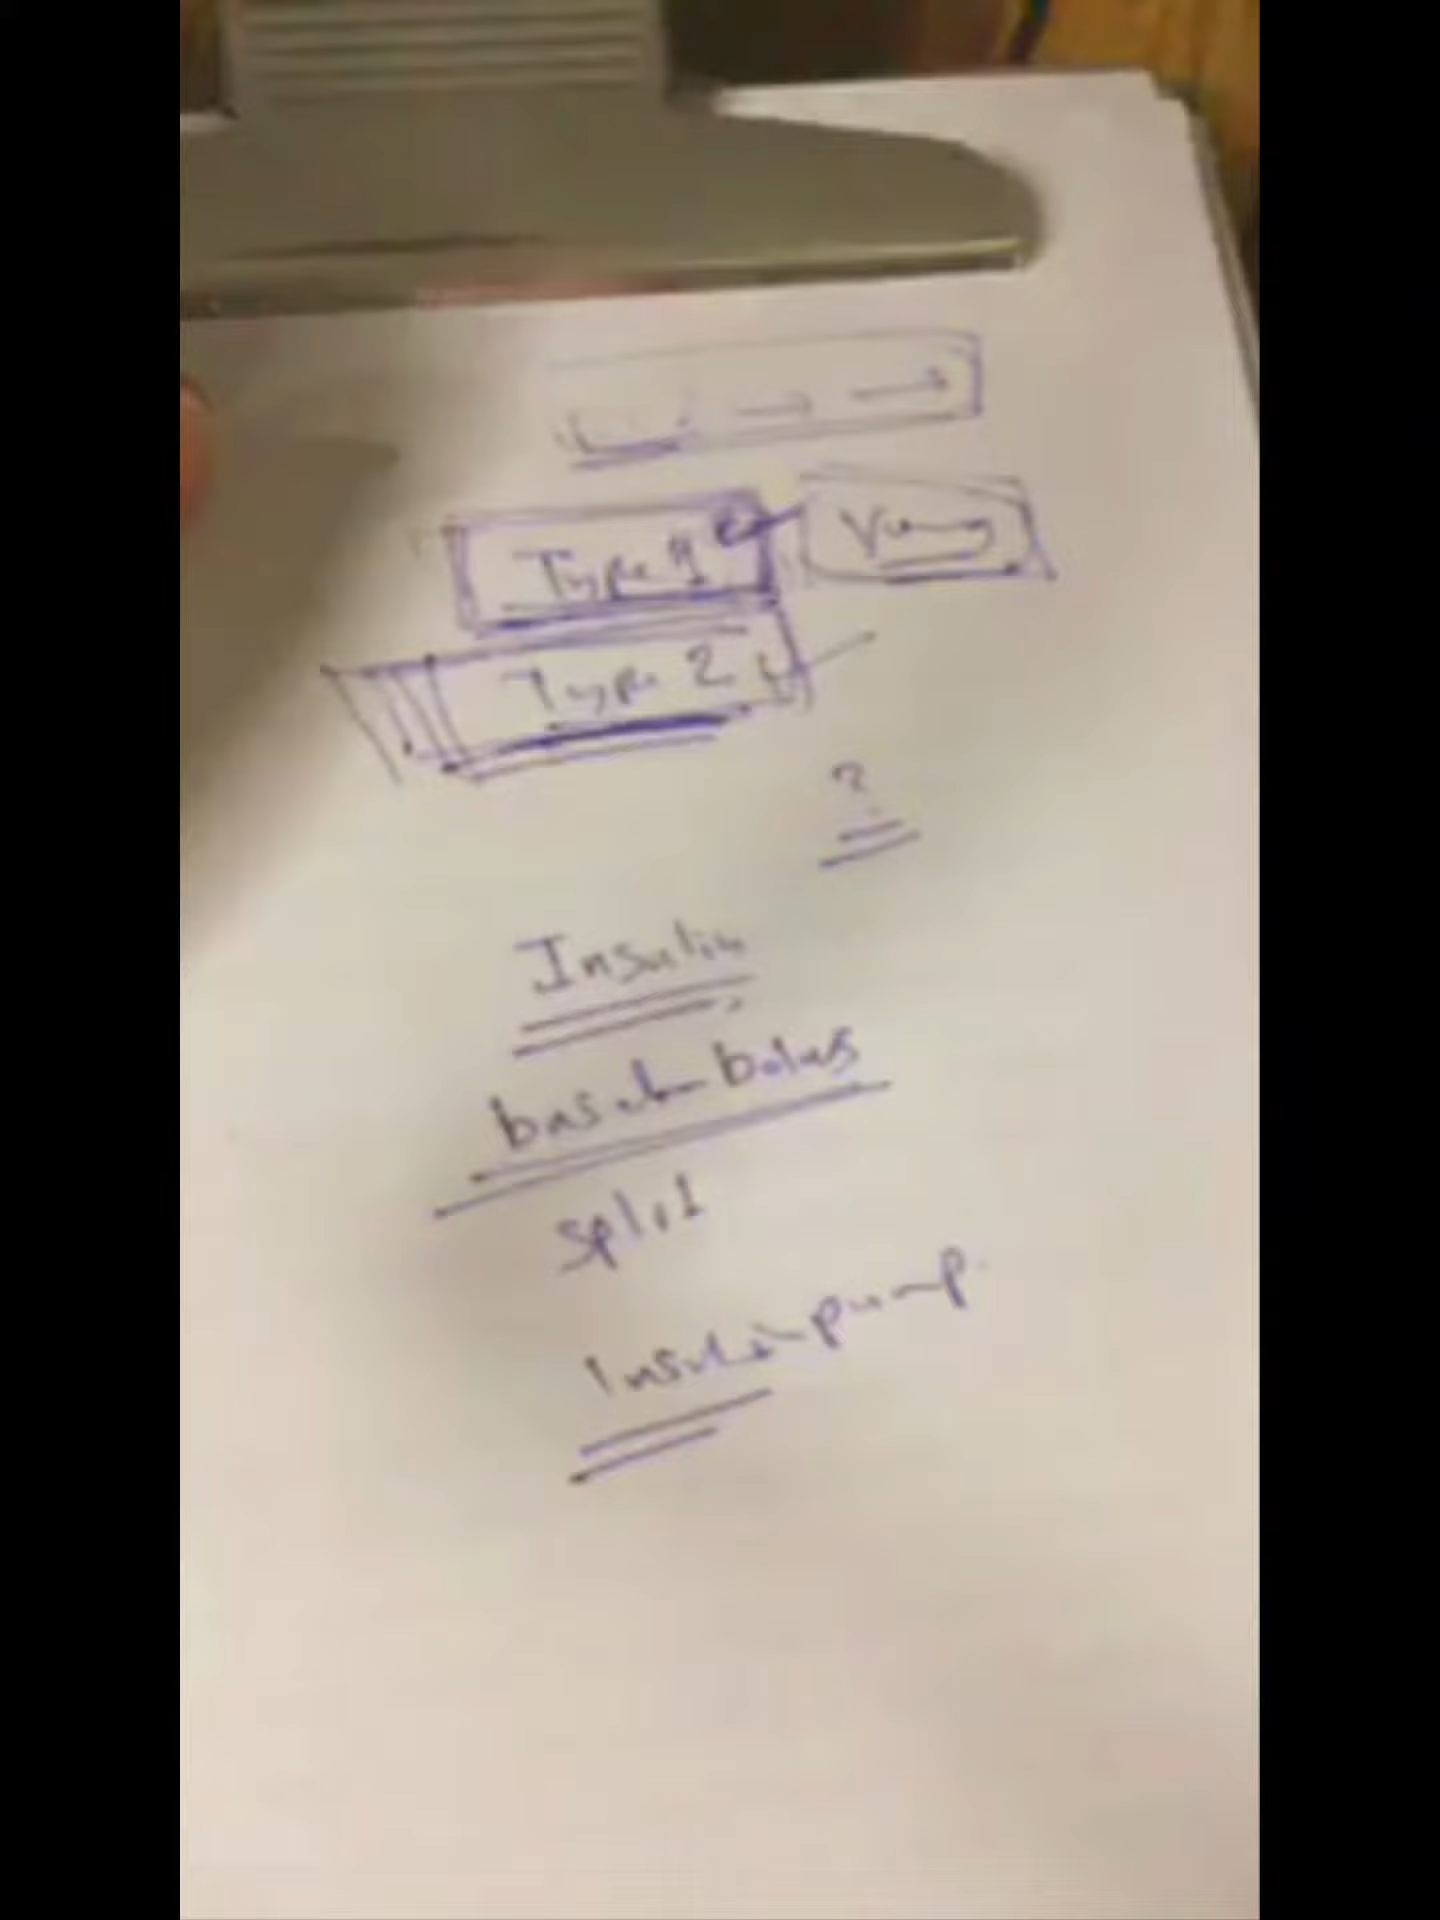 Type 1
Type 2
?
Insulin
basal-bolus
split
Insulin pump